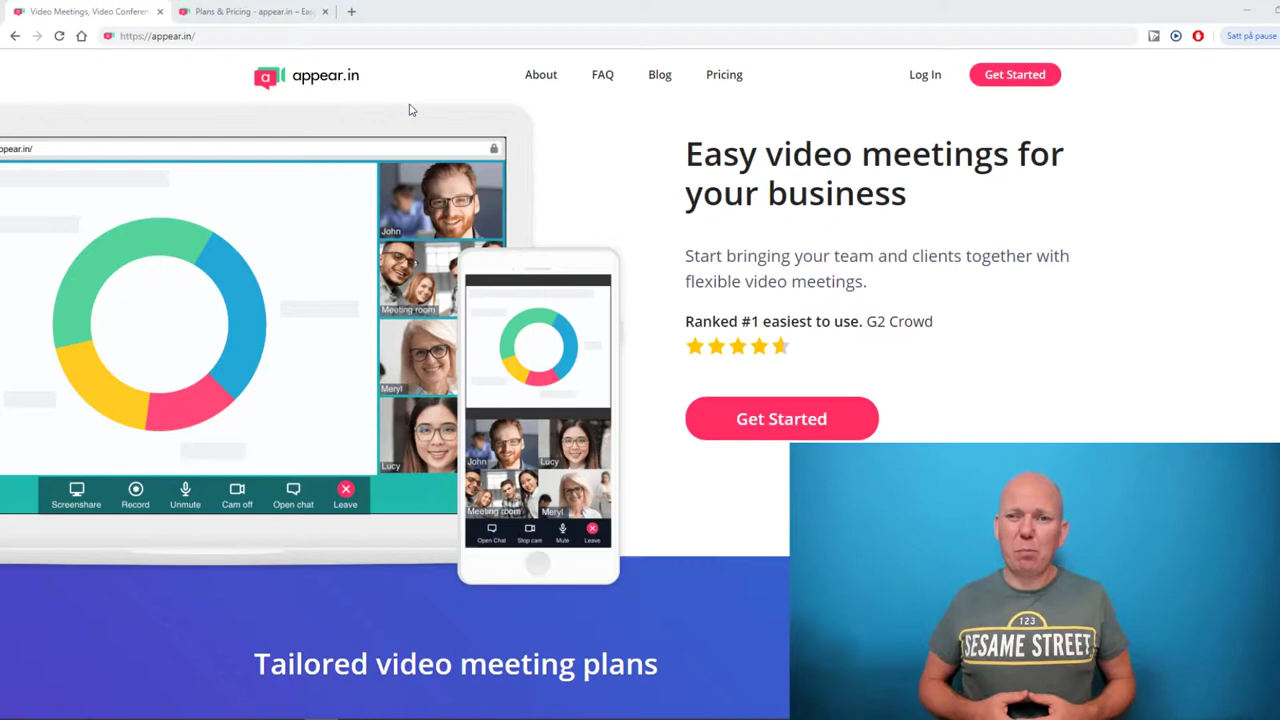 Video Meetings, Video Conferen
Plans & Pricing - appear.in – Eas
https://appear.in/
Satt på pause
appear.in
About
FAQ
Blog
Pricing
Log In
Get Started
ppear.in/
John
Meeting room
Meryl
Lucy
Screenshare
Record
Unmute
Cam off
Open chat
Leave
John
Lucy
Meeting room
Meryl
Open Chat
Stop cam
Mute
Leave
Easy video meetings for
your business
Start bringing your team and clients together with
flexible video meetings.
Ranked #1 easiest to use. G2 Crowd
Get Started
Tailored video meeting plans
123
SESAME STREET